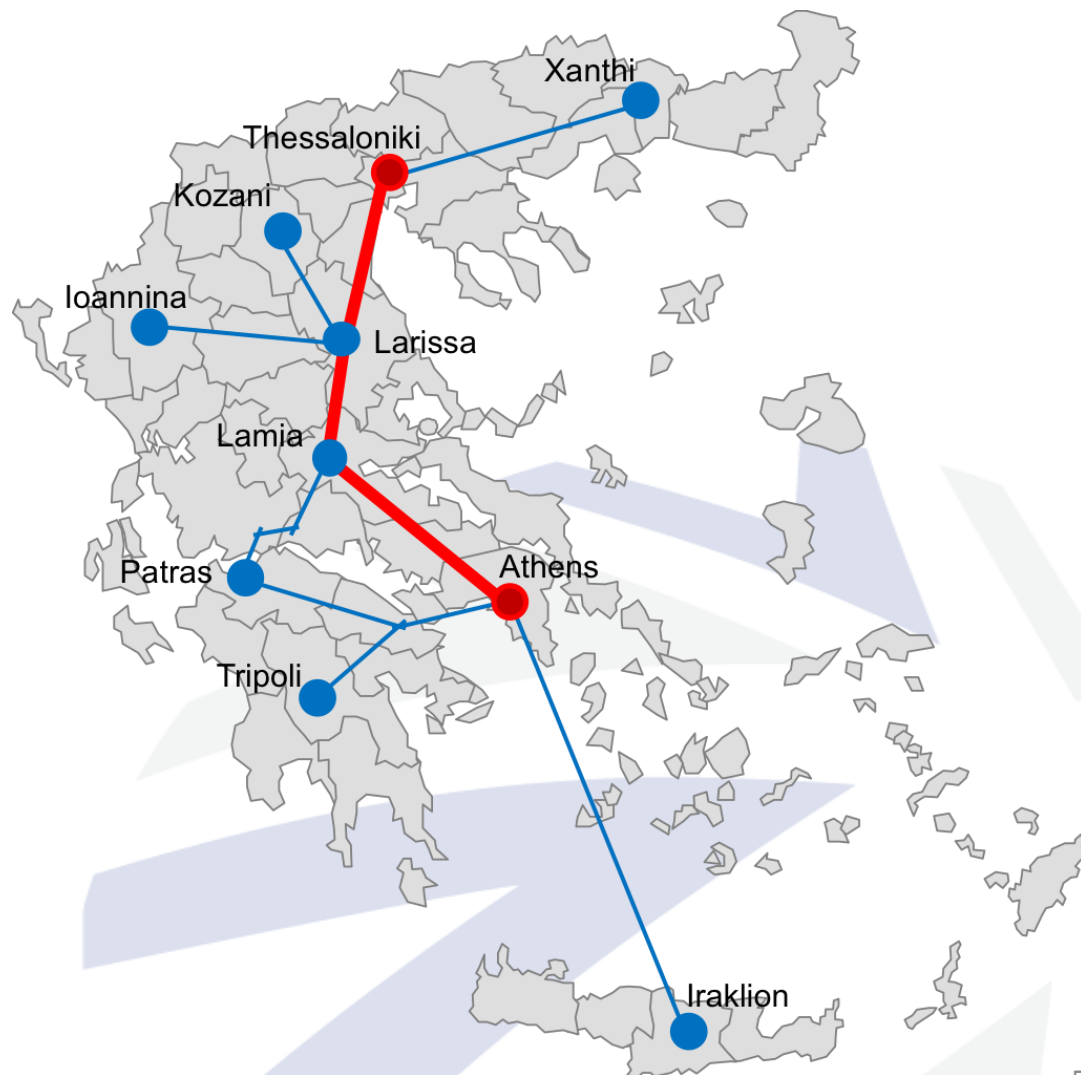 Xanthi
Thessaloniki
Kozani
Ioannina
Larissa
Lamia
Athens
Patras
Tripoli
Iraklion